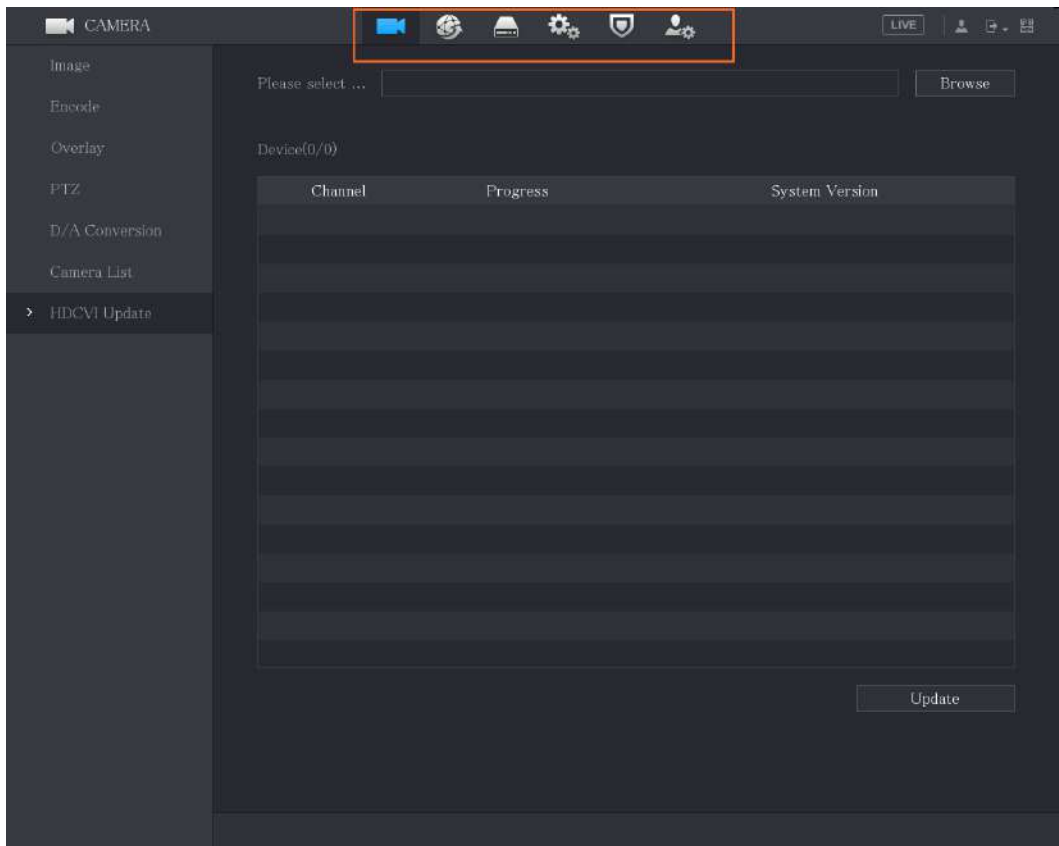 CAMERA LIVE
Image
Encode
Overlay
PTZ
D/A Conversion
Camera List
HDCVI Update
Please select ... Browse
Device(0/0)
Channel Progress System Version
Update